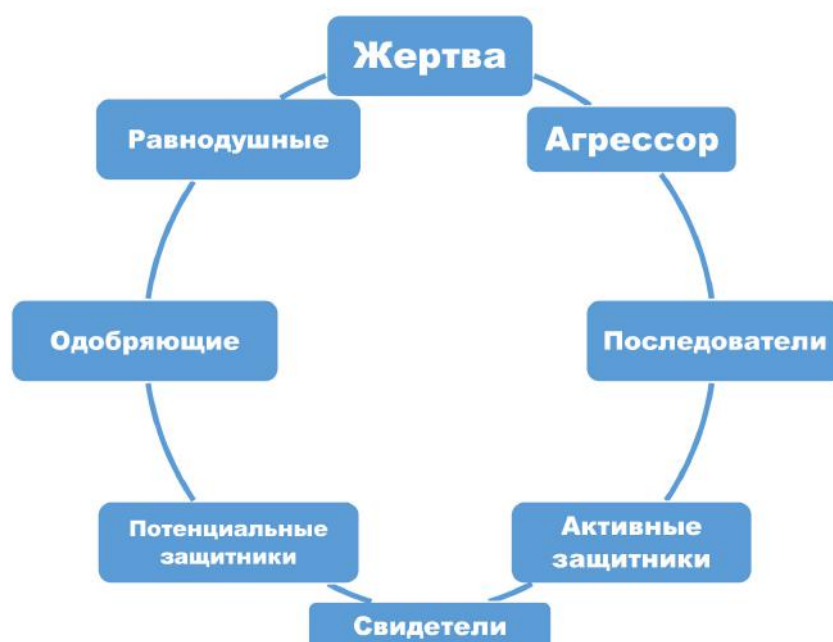 Жертва
Агрессор
Последователи
Активные
защитники
Свидетели
Потенциальные
защитники
Одобряющие
Равнодушные